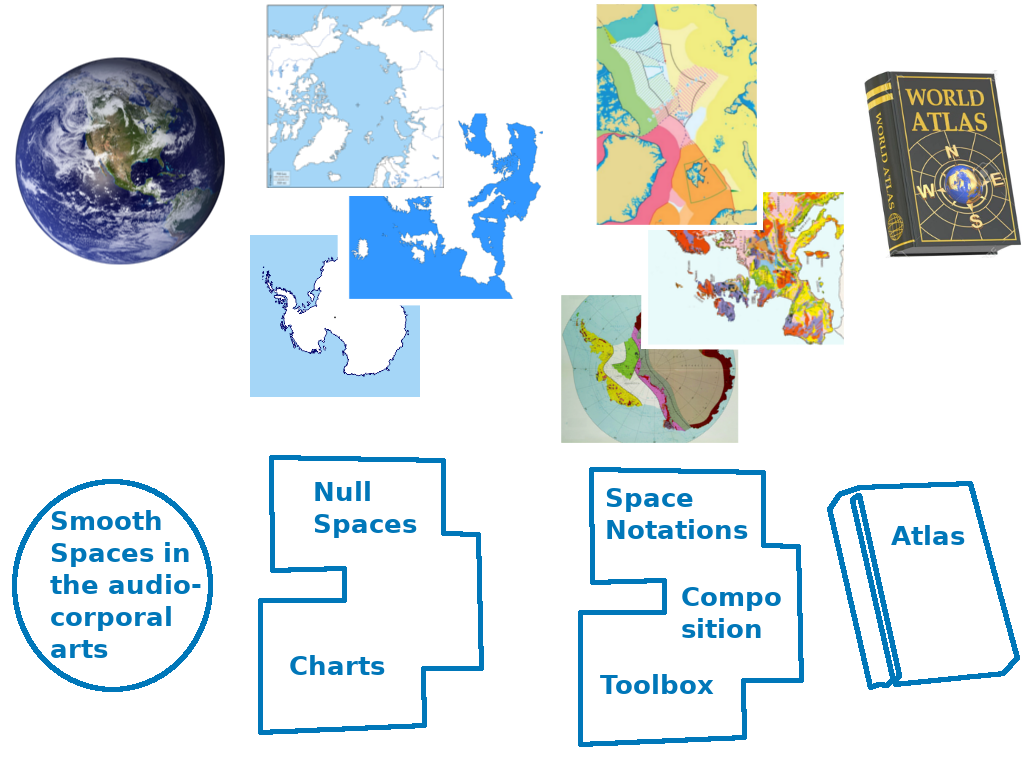 WORLD
ATLAS
WORLD ATLAS
N
W
E
S
Smooth
Spaces in
the audio-
corporal
arts
Null
Spaces
Charts
Space
Notations
Compo
sition
Toolbox
Atlas